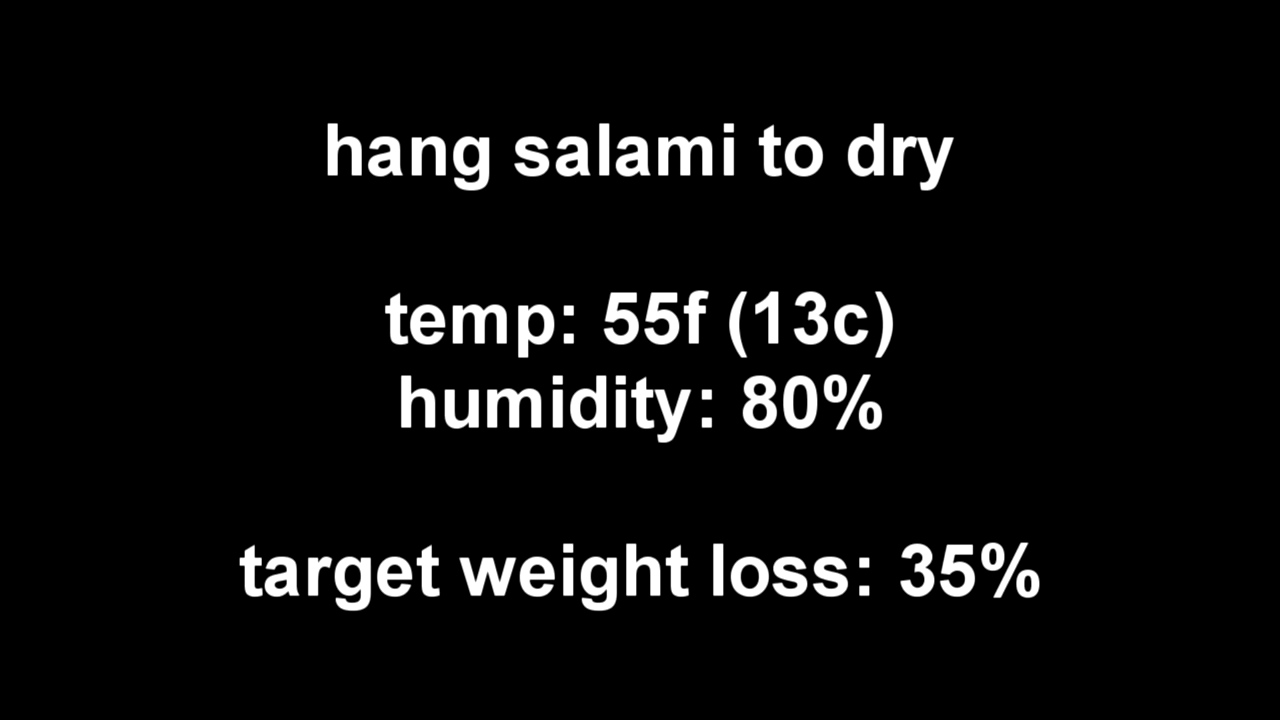 hang salami to dry
temp: 55f (13c)
humidity: 80%
target weight loss: 35%